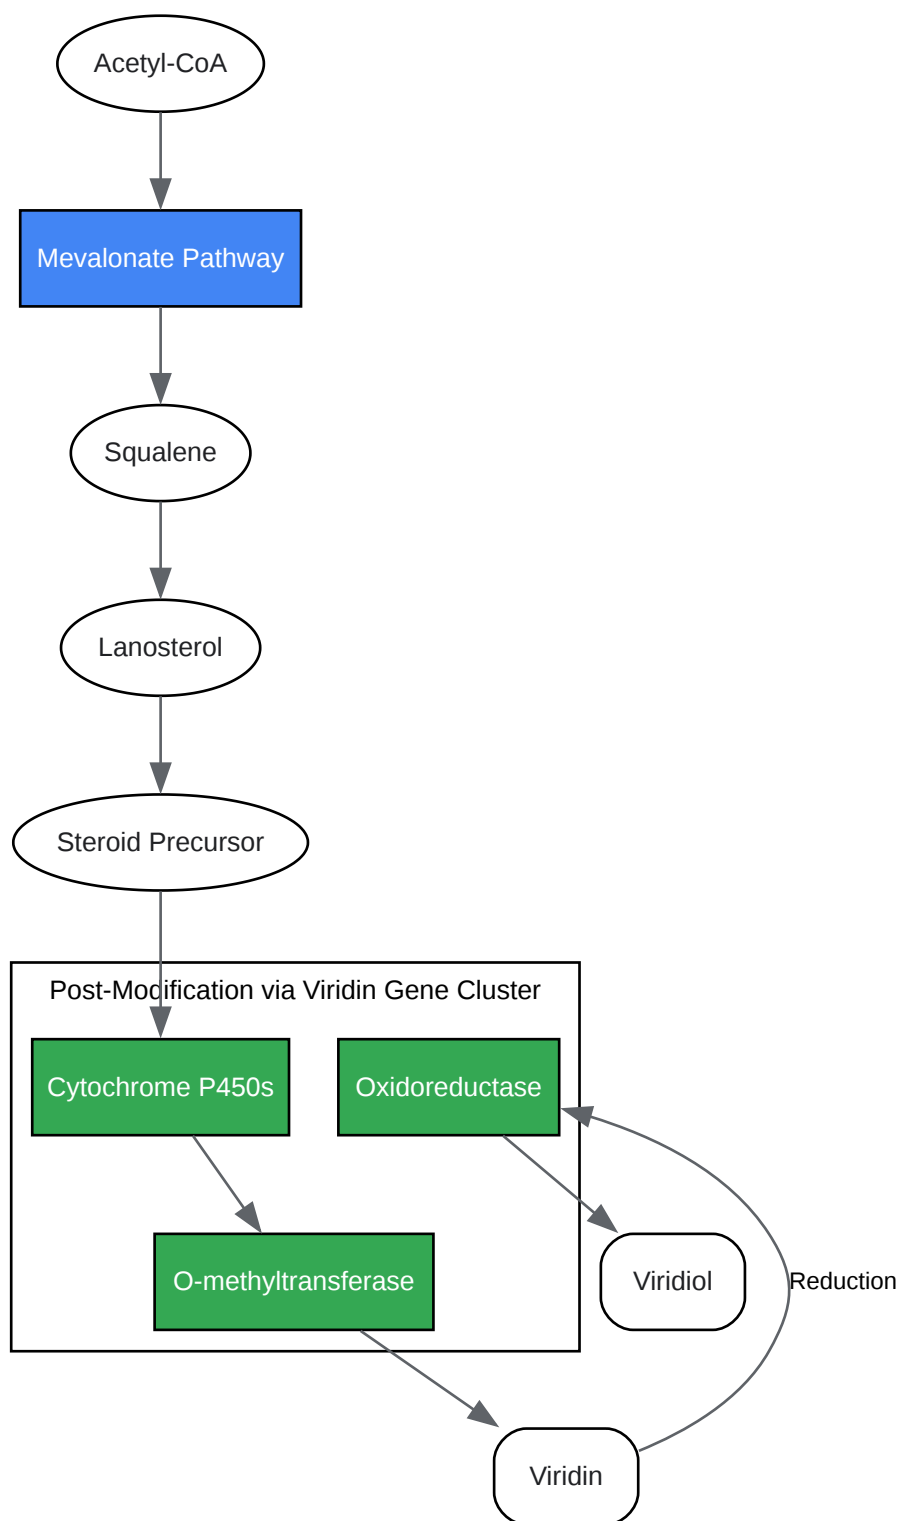 Acetyl-CoA
Mevalonate Pathway
Squalene
Lanosterol
Steroid Precursor
Post-Modification via Viridin Gene Cluster
Cytochrome P450s
Oxidoreductase
O-methyltransferase
Viridiol
Reduction
Viridin